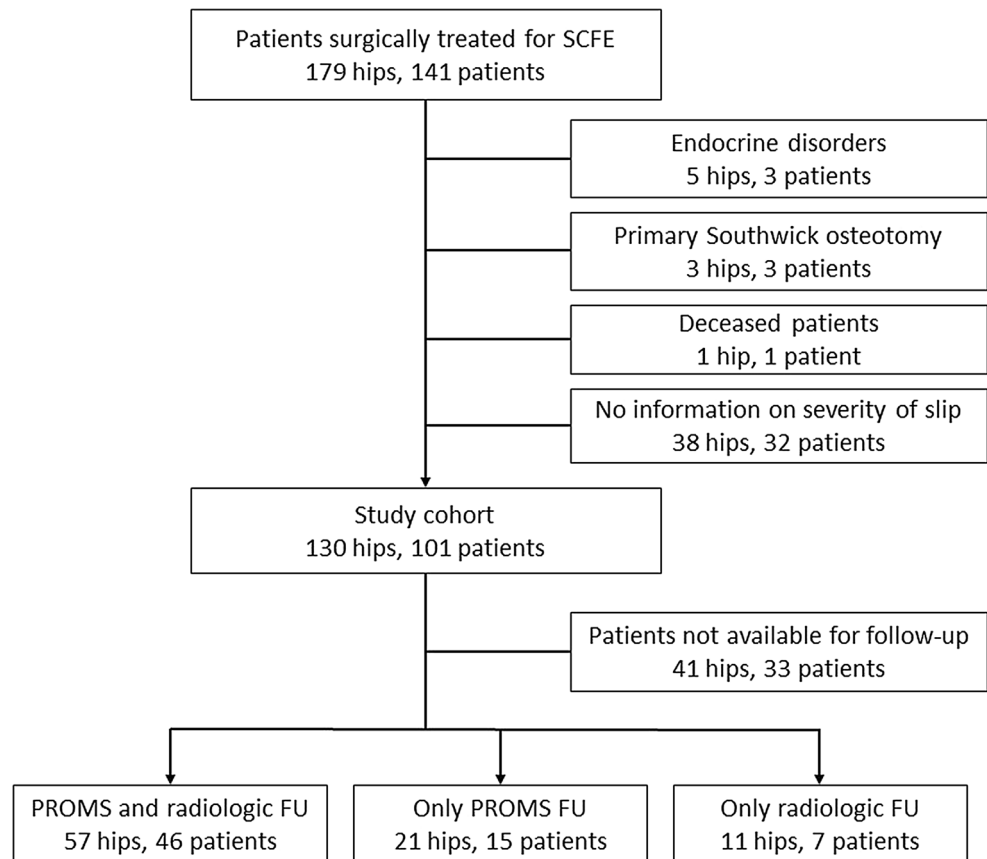 Patients surgically treated for SCFE
179 hips, 141 patients
Endocrine disorders
5 hips, 3 patients
Primary Southwick osteotomy
3 hips, 3 patients
Deceased patients
1 hip, 1 patient
No information on severity of slip
38 hips, 32 patients
Study cohort
130 hips, 101 patients
Patients not available for follow-up
41 hips, 33 patients
PROMS and radiologic FU
57 hips, 46 patients
Only PROMS FU
21 hips, 15 patients
Only radiologic FU
11 hips, 7 patients